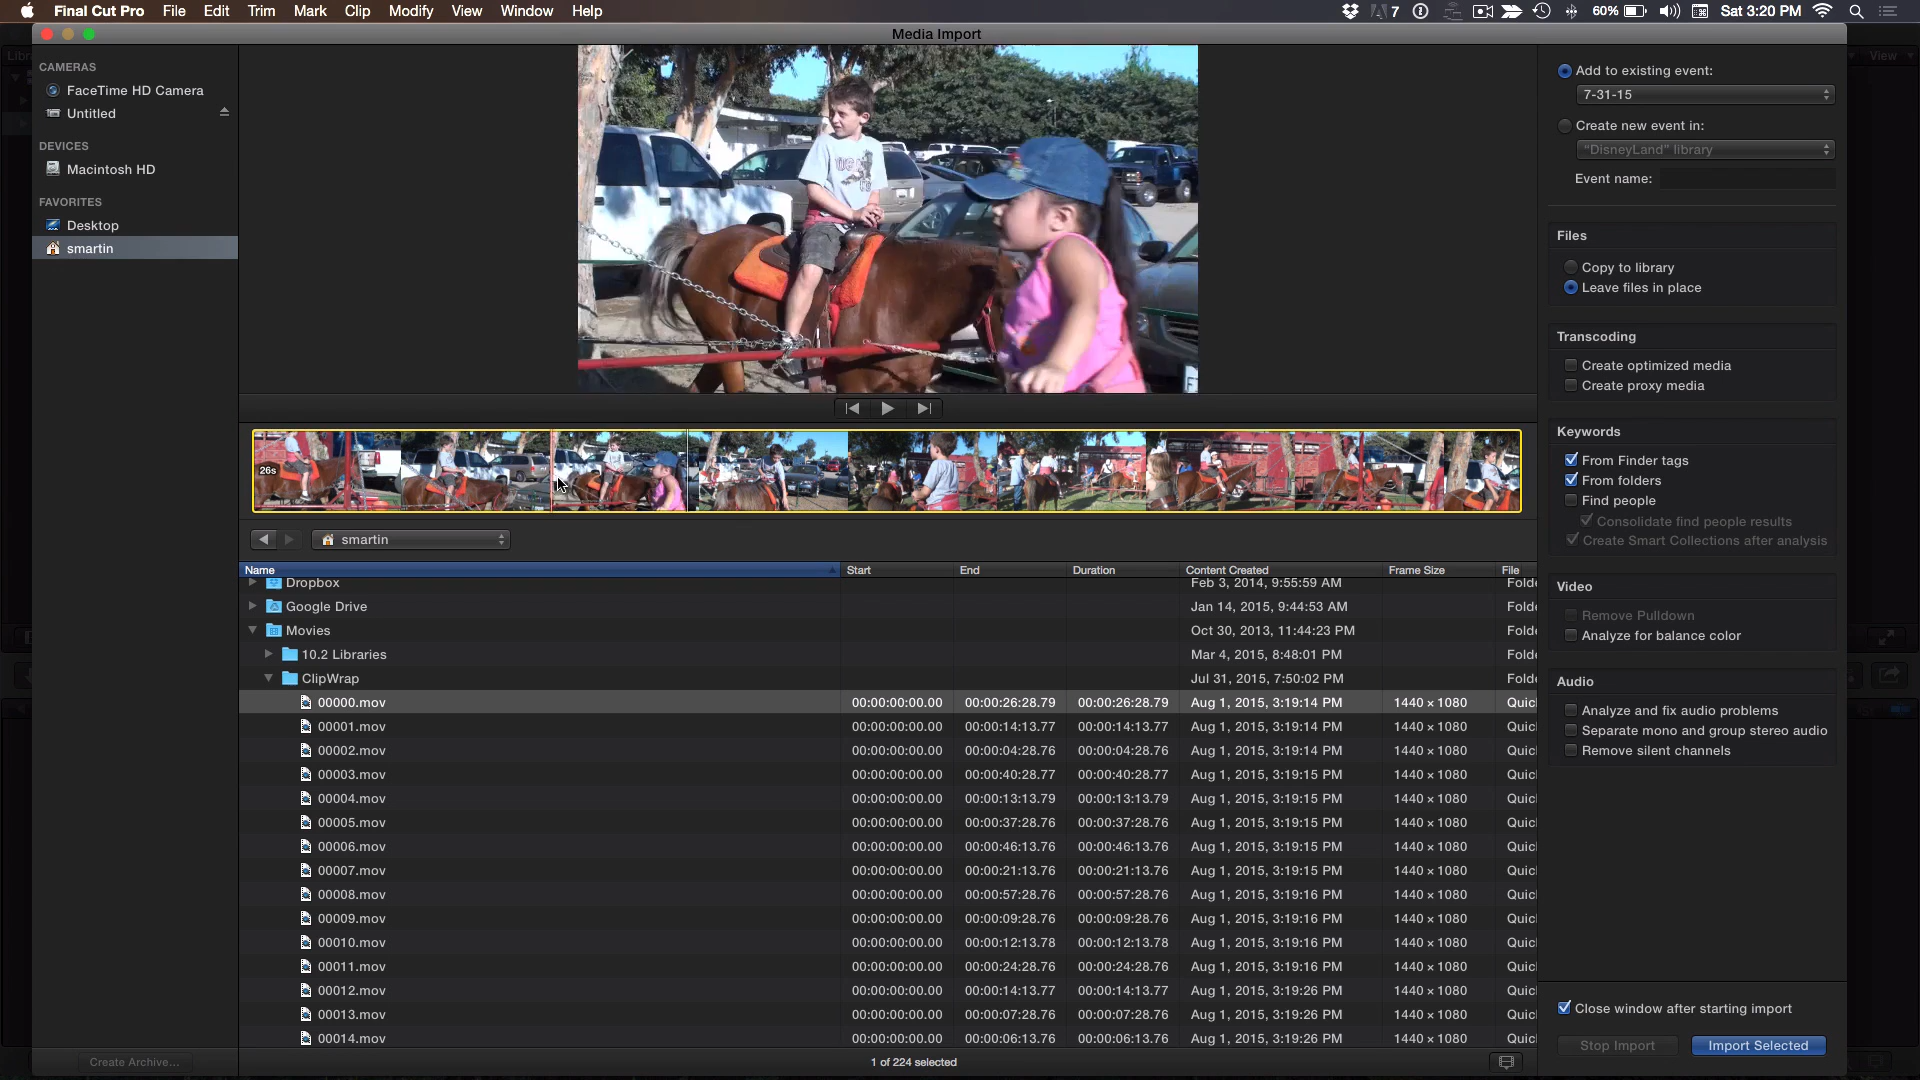 Final Cut Pro File Edit Trim Mark Clip Modify View Window Help 7 60% Sat 3:20 PM
Media Import
CAMERAS
FaceTime HD Camera
Untitled
DEVICES
Macintosh HD
FAVORITES
Desktop
smartin
Create Archive...
26s
smartin
Name Start End Duration Content Created Frame Size File
Dropbox Feb 3, 2014, 9:55:59 AM Folde
Google Drive Jan 14, 2015, 9:44:53 AM Folde
Movies Oct 30, 2013, 11:44:23 PM Folde
10.2 Libraries Mar 4, 2015, 8:48:01 PM Folde
ClipWrap Jul 31, 2015, 7:50:02 PM Folde
00000.mov 00:00:00:00.00 00:00:26:28.79 00:00:26:28.79 Aug 1, 2015, 3:19:14 PM 1440 × 1080 Quic
00001.mov 00:00:00:00.00 00:00:14:13.77 00:00:14:13.77 Aug 1, 2015, 3:19:14 PM 1440 × 1080 Quic
00002.mov 00:00:00:00.00 00:00:04:28.76 00:00:04:28.76 Aug 1, 2015, 3:19:14 PM 1440 × 1080 Quic
00003.mov 00:00:00:00.00 00:00:40:28.77 00:00:40:28.77 Aug 1, 2015, 3:19:15 PM 1440 × 1080 Quic
00004.mov 00:00:00:00.00 00:00:13:13.79 00:00:13:13.79 Aug 1, 2015, 3:19:15 PM 1440 × 1080 Quic
00005.mov 00:00:00:00.00 00:00:37:28.76 00:00:37:28.76 Aug 1, 2015, 3:19:15 PM 1440 × 1080 Quic
00006.mov 00:00:00:00.00 00:00:46:13.76 00:00:46:13.76 Aug 1, 2015, 3:19:15 PM 1440 × 1080 Quic
00007.mov 00:00:00:00.00 00:00:21:13.76 00:00:21:13.76 Aug 1, 2015, 3:19:15 PM 1440 × 1080 Quic
00008.mov 00:00:00:00.00 00:00:57:28.76 00:00:57:28.76 Aug 1, 2015, 3:19:16 PM 1440 × 1080 Quic
00009.mov 00:00:00:00.00 00:00:09:28.76 00:00:09:28.76 Aug 1, 2015, 3:19:16 PM 1440 × 1080 Quic
00010.mov 00:00:00:00.00 00:00:12:13.78 00:00:12:13.78 Aug 1, 2015, 3:19:16 PM 1440 × 1080 Quic
00011.mov 00:00:00:00.00 00:00:24:28.76 00:00:24:28.76 Aug 1, 2015, 3:19:16 PM 1440 × 1080 Quic
00012.mov 00:00:00:00.00 00:00:14:13.77 00:00:14:13.77 Aug 1, 2015, 3:19:26 PM 1440 × 1080 Quic
00013.mov 00:00:00:00.00 00:00:07:28.76 00:00:07:28.76 Aug 1, 2015, 3:19:26 PM 1440 × 1080 Quic
00014.mov 00:00:00:00.00 00:00:06:13.76 00:00:06:13.76 Aug 1, 2015, 3:19:26 PM 1440 × 1080 Quic
1 of 224 selected
Add to existing event:
7-31-15
Create new event in:
"DisneyLand" library
Event name:
Files
Copy to library
Leave files in place
Transcoding
Create optimized media
Create proxy media
Keywords
From Finder tags
From folders
Find people
Consolidate find people results
Create Smart Collections after analysis
Video
Remove Pulldown
Analyze for balance color
Audio
Analyze and fix audio problems
Separate mono and group stereo audio
Remove silent channels
Close window after starting import
Stop Import Import Selected
View